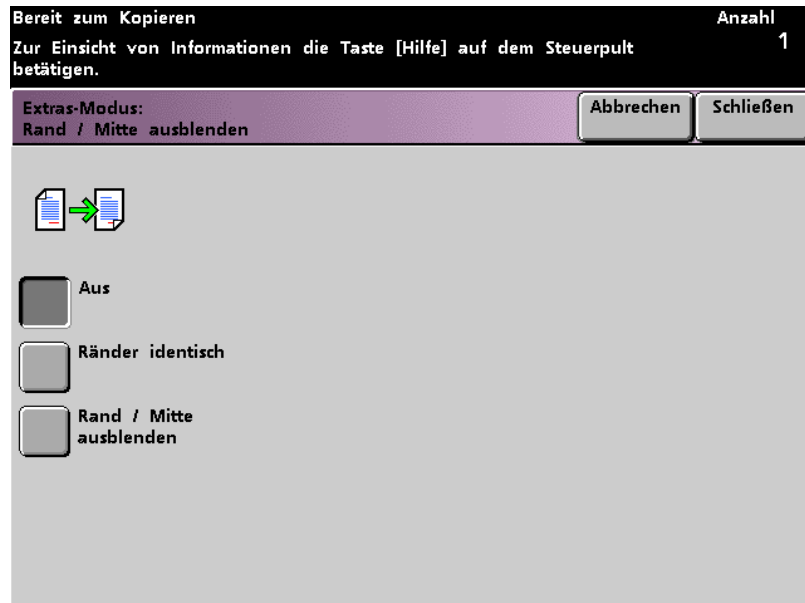 Bereit zum Kopieren
Anzahl
Zur Einsicht von Informationen die Taste [Hilfe] auf dem Steuerpult
1
betätigen.
Extras-Modus:
Rand / Mitte ausblenden
Abbrechen
Schließen
Aus
Ränder identisch
Rand / Mitte
ausblenden